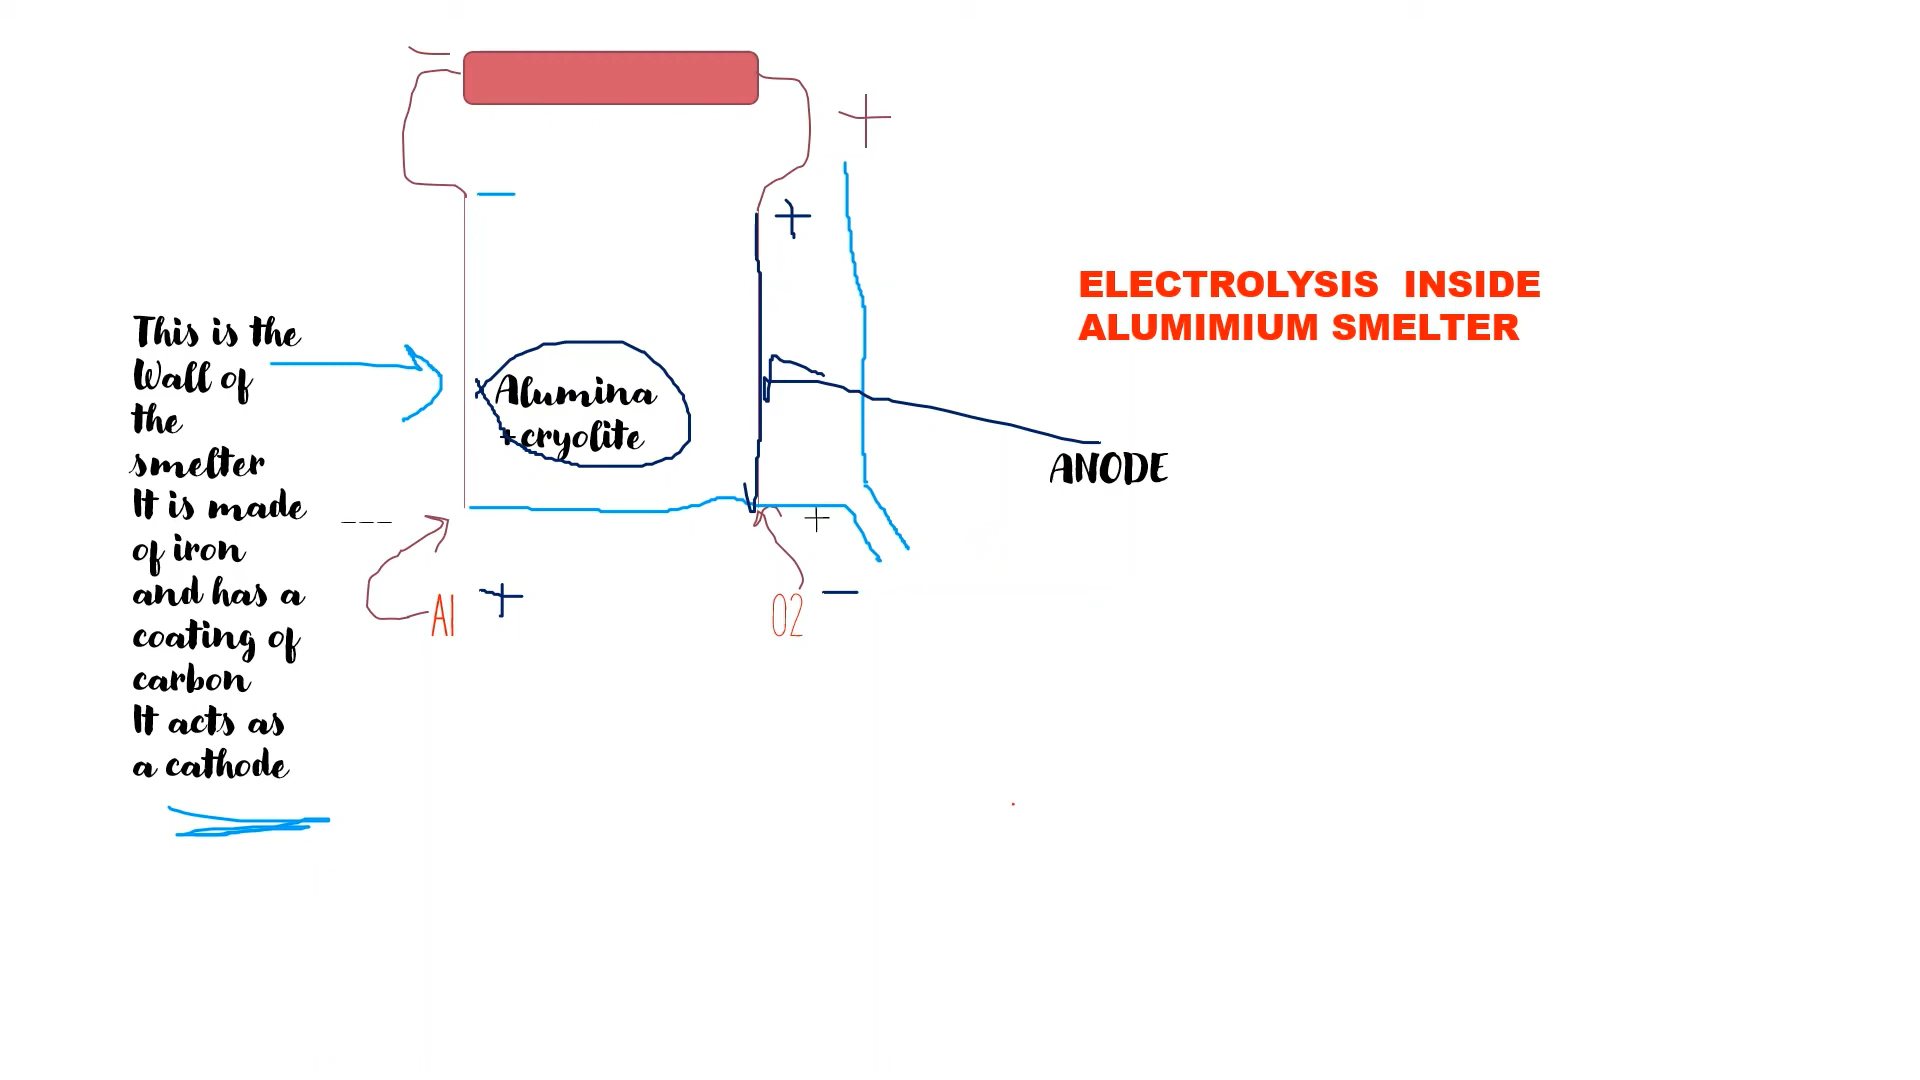 ELECTROLYSIS INSIDE
ALUMIMIUM SMELTER
This is the
Wall of
the
smelter
It is made
of iron
and has a
coating of
carbon
It acts as
a cathode
Alumina
+cryolite
ANODE
---
+
Al +
O2 −
−
+
−
+